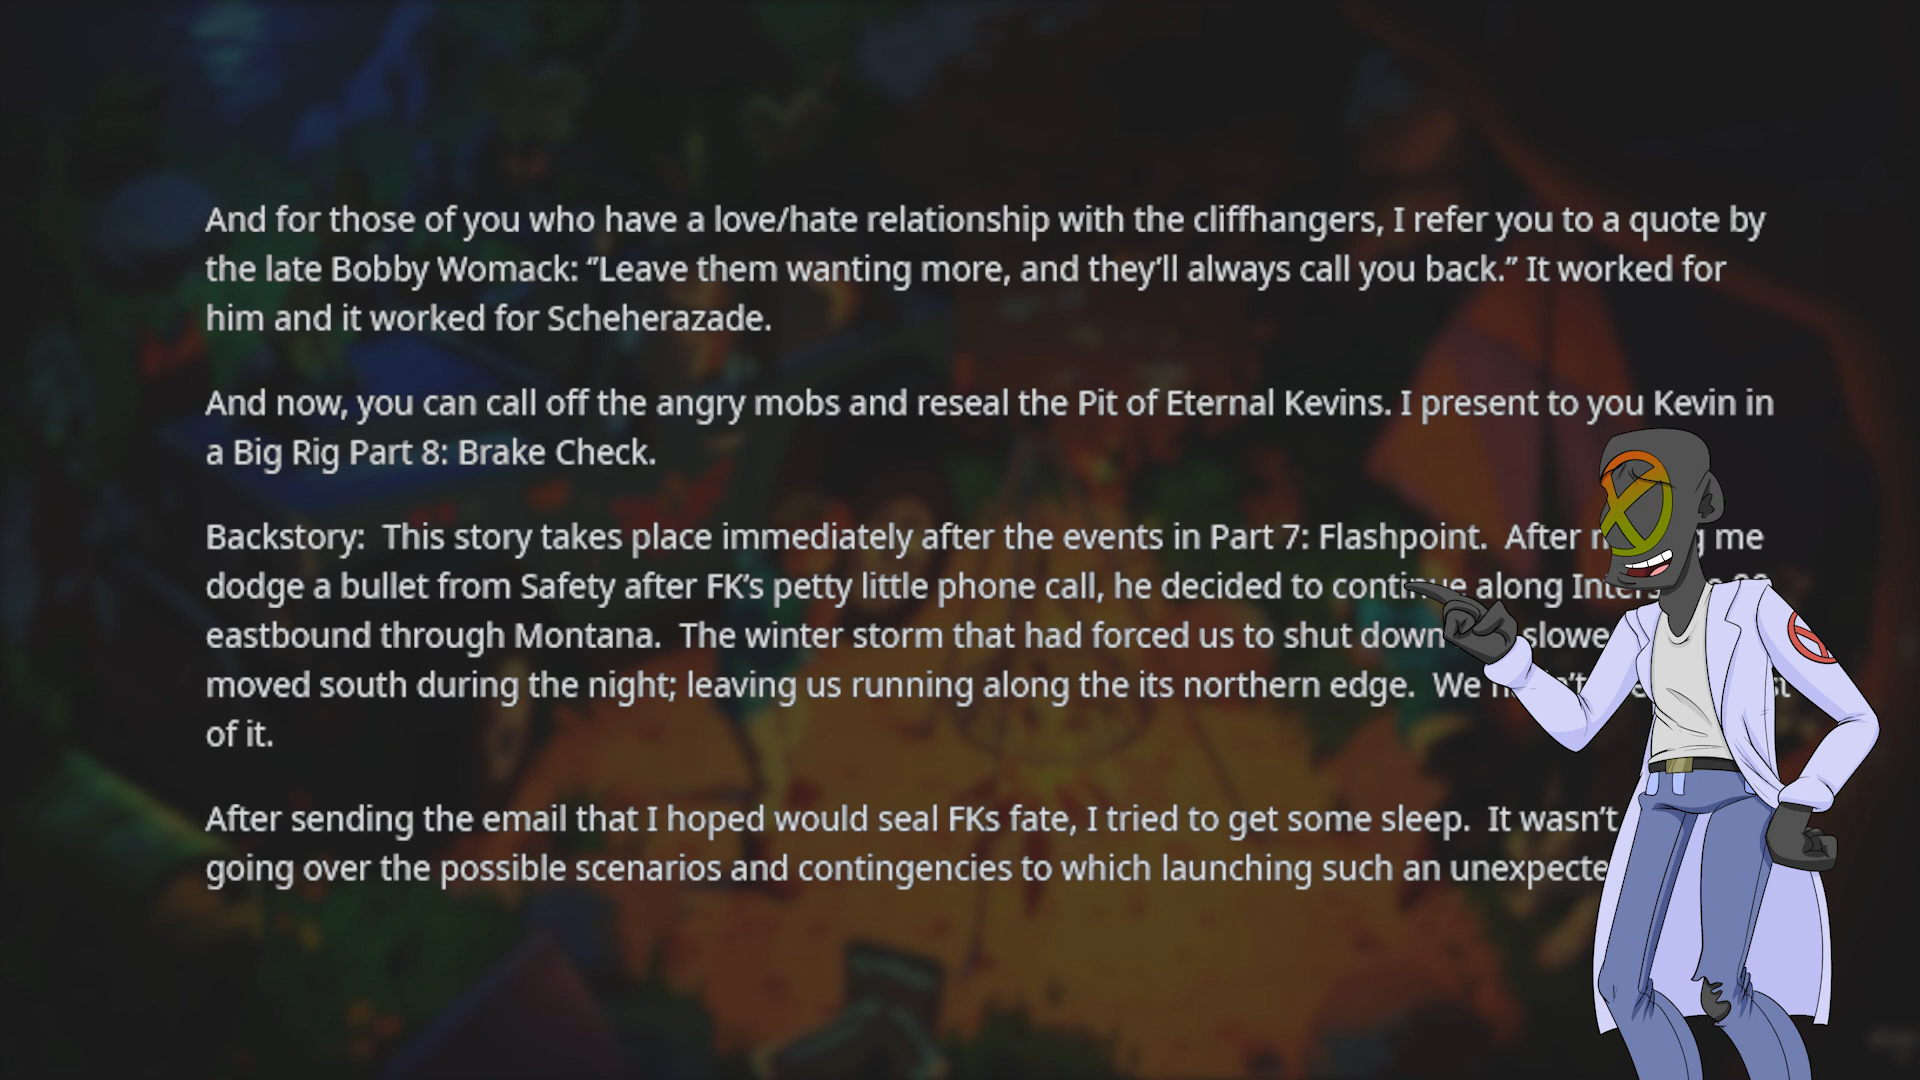 And for those of you who have a love/hate relationship with the cliffhangers, I refer you to a quote by
the late Bobby Womack: “Leave them wanting more, and they’ll always call you back.” It worked for
him and it worked for Scheherazade.
And now, you can call off the angry mobs and reseal the Pit of Eternal Kevins. I present to you Kevin in
a Big Rig Part 8: Brake Check.
Backstory:  This story takes place immediately after the events in Part 7: Flashpoint.  After me
dodge a bullet from Safety after FK’s petty little phone call, he decided to continue along
eastbound through Montana.  The winter storm that had forced us to shut down
moved south during the night; leaving us running along the its northern edge.  We
of it.
After sending the email that I hoped would seal FKs fate, I tried to get some sleep.  It wasn’t
going over the possible scenarios and contingencies to which launching such an